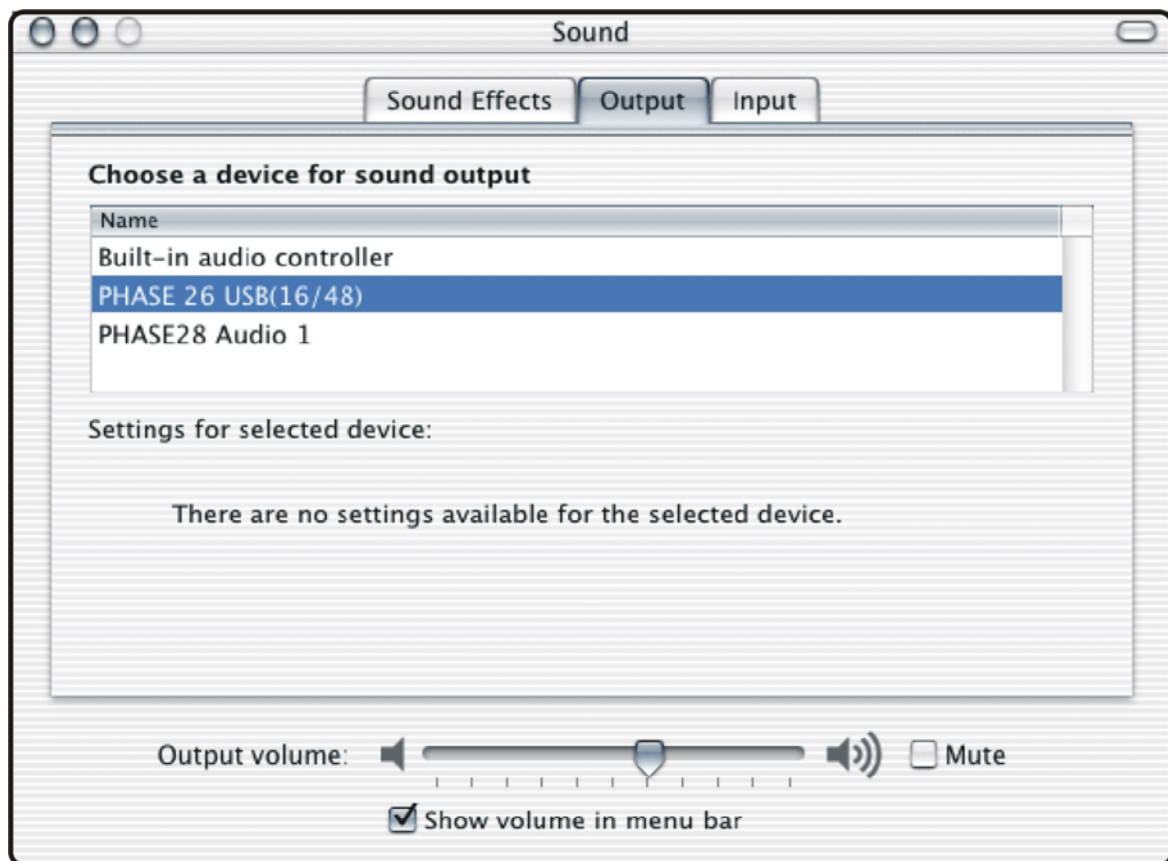 Sound
Sound Effects Output Input
Choose a device for sound output
Name
Built-in audio controller
PHASE 26 USB(16/48)
PHASE28 Audio 1
Settings for selected device:
There are no settings available for the selected device.
Output volume: Mute
Show volume in menu bar